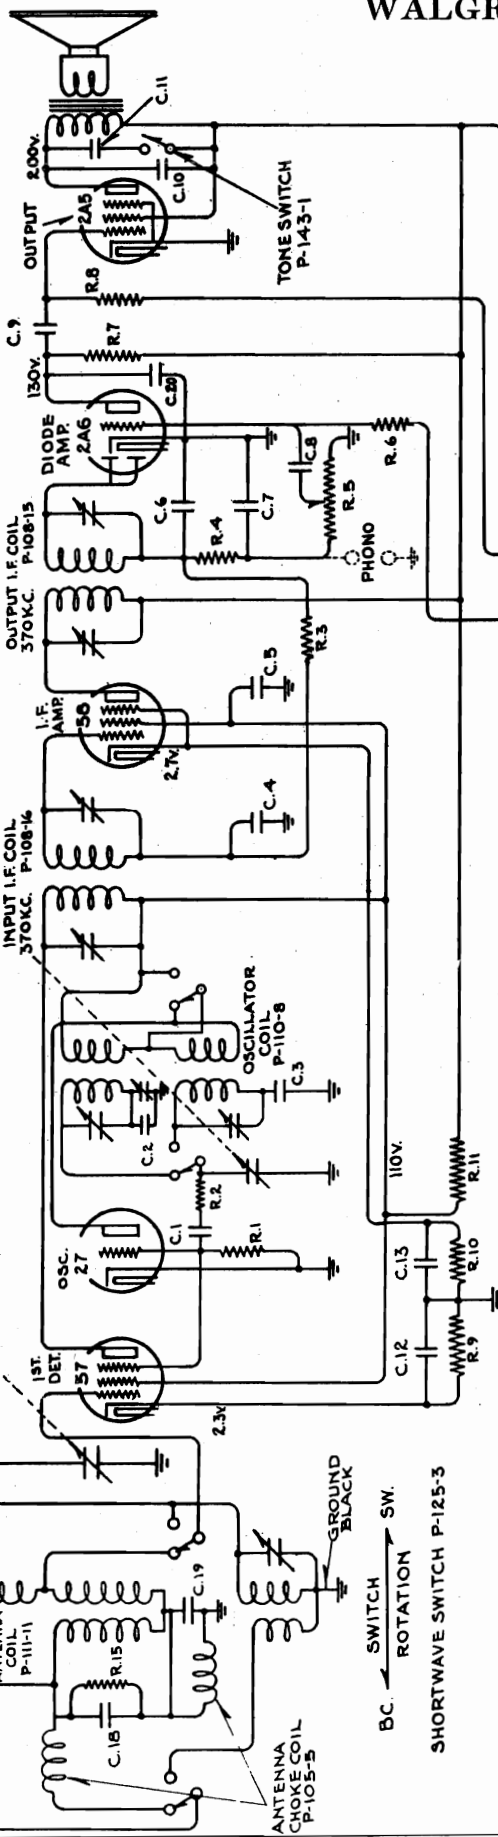 WALGR
200V.
C.11
OUTPUT
2A5
C.10
TONE SWITCH
P-143-1
C.9
R.8
R.7
130V.
C.20
DIODE
AMP.
2A6
C.6
C.7
C.8
R.4
R.5
R.6
PHONO
OUTPUT I.F. COIL
P-108-15
370 K.C.
R.3
I.F.
AMP.
58
C.5
2.7V.
C.4
INPUT I.F. COIL
P-108-16
370 K.C.
OSCILLATOR
COIL
P-110-8
C.3
C.2
R.2
C.1
R.1
OSC.
27
110V.
R.11
C.13
R.10
C.12
R.9
1ST.
DET.
57
2.3V.
COIL
P-111-11
C.19
R.15
C.18
GROUND
BLACK
ANTENNA
CHOKE COIL
P-105-5
SWITCH
BC. SW.
ROTATION
SHORTWAVE SWITCH P-125-3